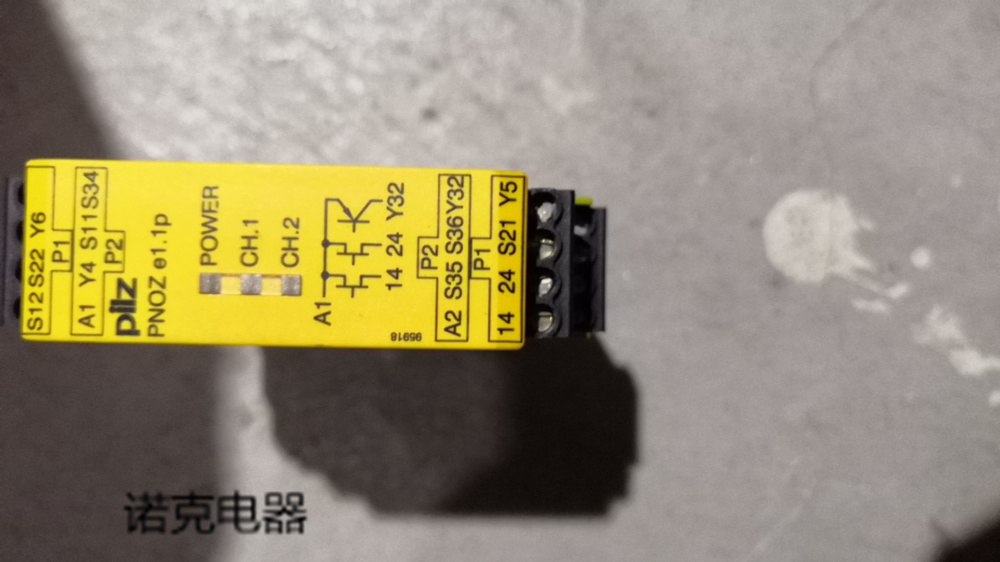 S12 S22 Y6
P1
A1 Y4 S11 S34
P2
pilz
PNOZ e1.1p
POWER
CH.1
CH.2
A1
14 24 Y32
95918
P2
A2 S35 S36 Y32
P1
14 24 S21 Y5
诺克电器